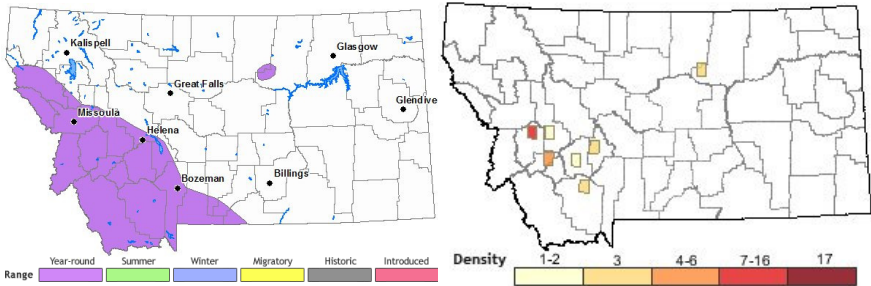 Kalispell
Glasgow
Great Falls
Glendive
Missoula
Helena
Bozeman
Billings
Range Year-round Summer Winter Migratory Historic Introduced
Density 1-2 3 4-6 7-16 17